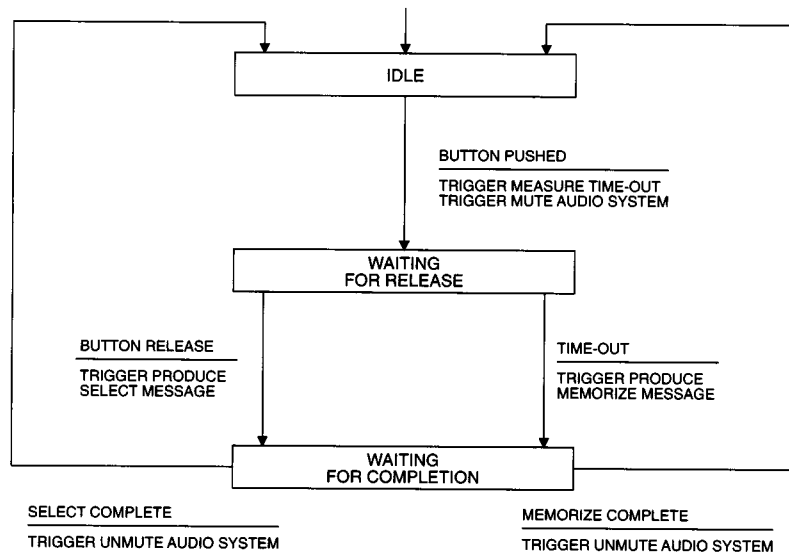 IDLE
BUTTON PUSHED
TRIGGER MEASURE TIME-OUT
TRIGGER MUTE AUDIO SYSTEM
WAITING
FOR RELEASE
BUTTON RELEASE
TRIGGER PRODUCE
SELECT MESSAGE
TIME-OUT
TRIGGER PRODUCE
MEMORIZE MESSAGE
WAITING
FOR COMPLETION
SELECT COMPLETE
TRIGGER UNMUTE AUDIO SYSTEM
MEMORIZE COMPLETE
TRIGGER UNMUTE AUDIO SYSTEM